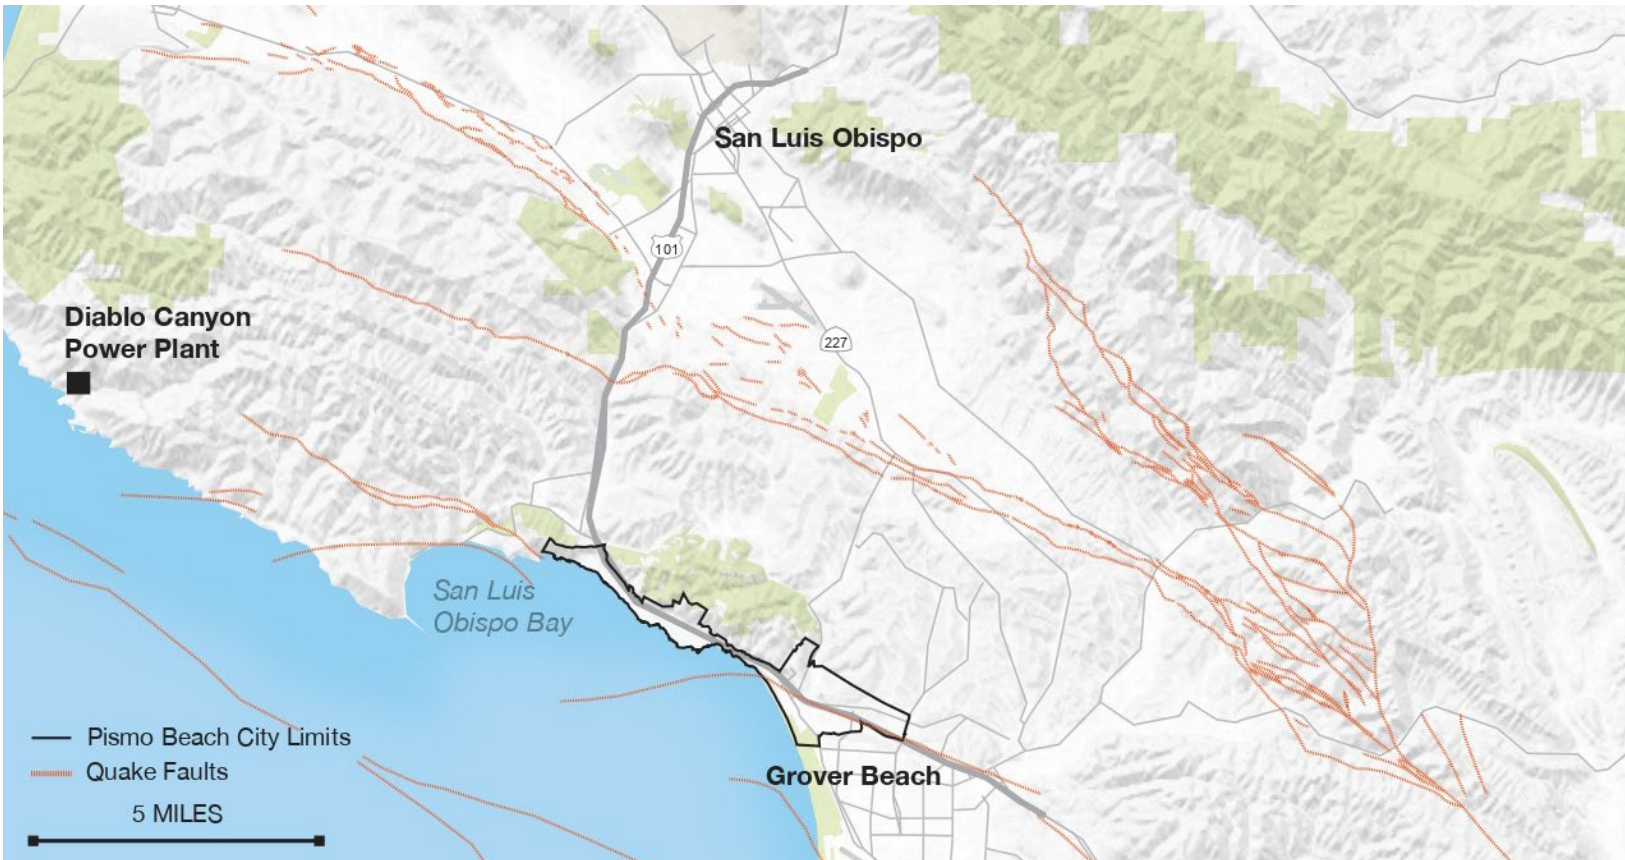 San Luis Obispo
101
Diablo Canyon
Power Plant
227
San Luis
Obispo Bay
Pismo Beach City Limits
Quake Faults
Grover Beach
5 MILES